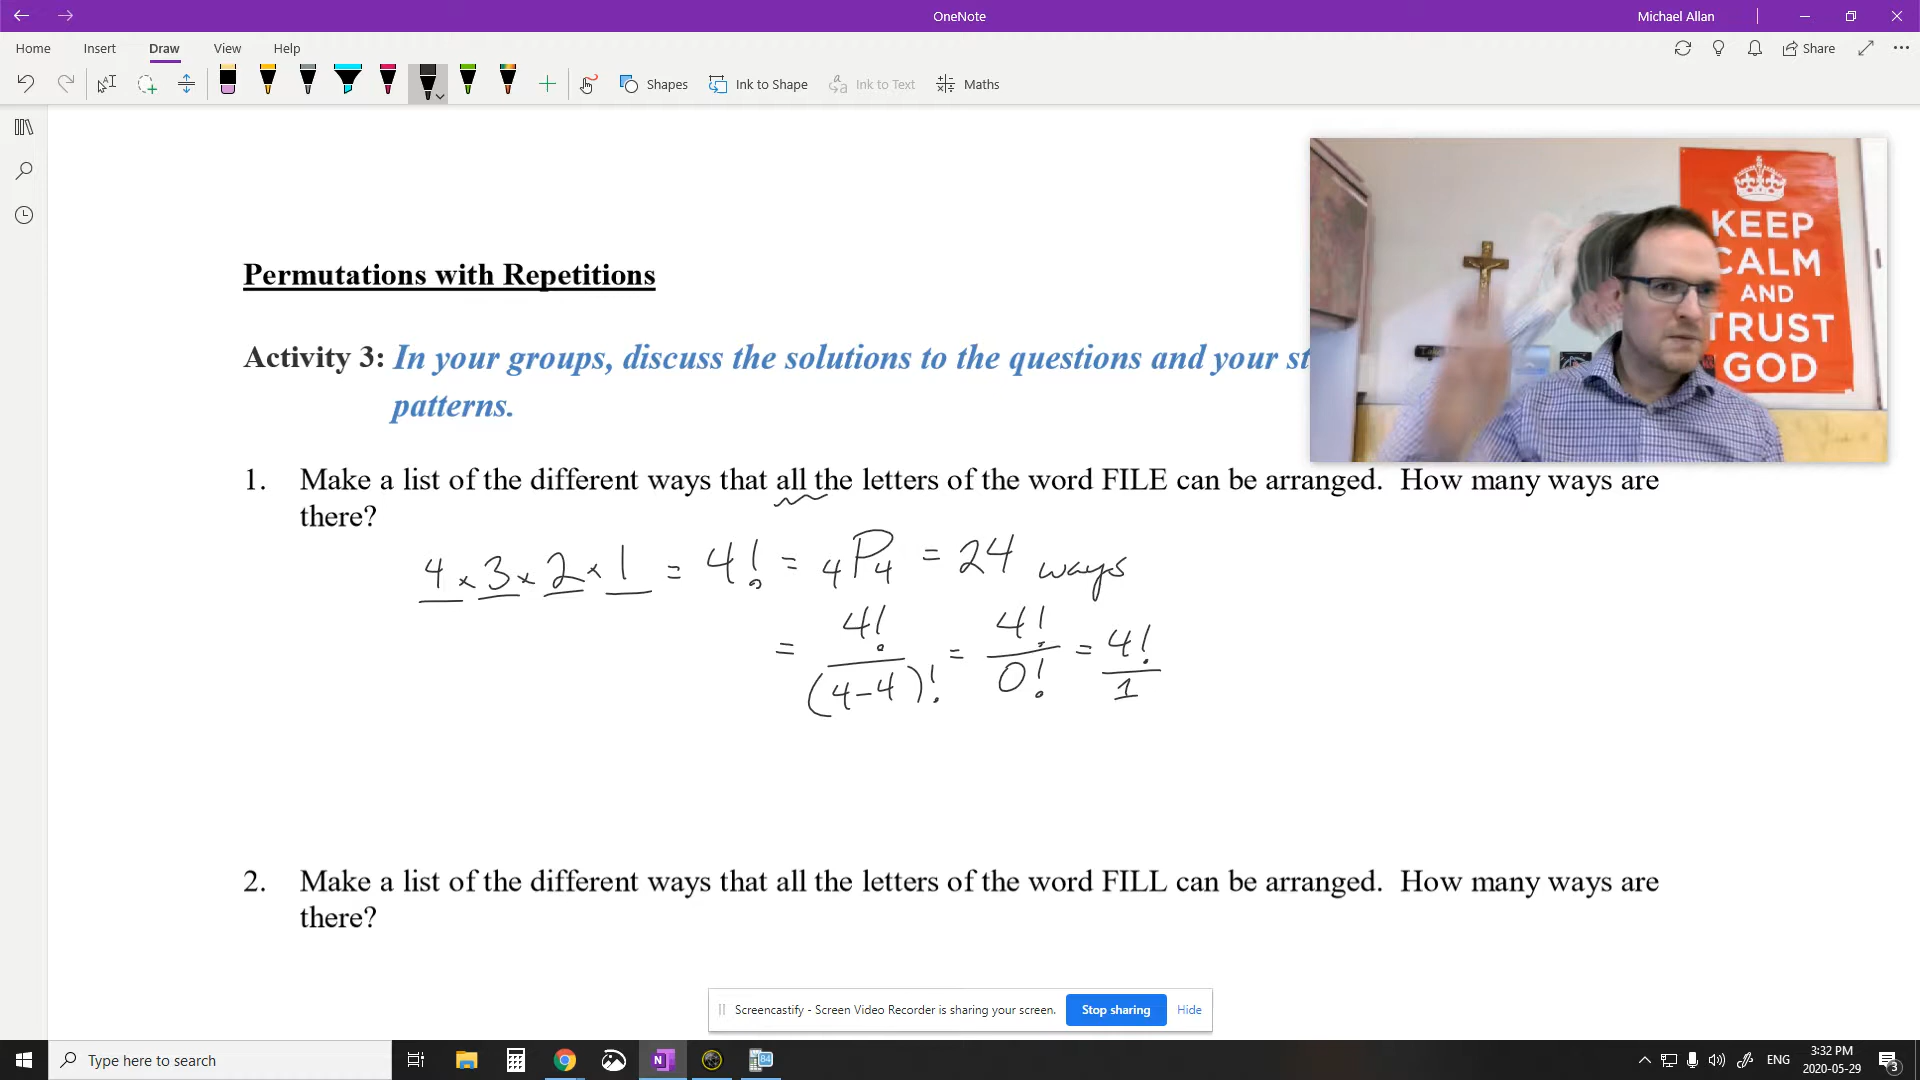 OneNote
Michael Allan
Home Insert Draw View Help
Share
Shapes Ink to Shape Ink to Text Maths
KEEP
CALM
AND
TRUST
GOD
Permutations with Repetitions
Activity 3: In your groups, discuss the solutions to the questions and your st
patterns.
1. Make a list of the different ways that all the letters of the word FILE can be arranged. How many ways are
there?
4 × 3 × 2 × 1 = 4! = ₄P₄ = 24 ways
= 4!/(4-4)! = 4!/0! = 4!/1
2. Make a list of the different ways that all the letters of the word FILL can be arranged. How many ways are
there?
Screencastify - Screen Video Recorder is sharing your screen. Stop sharing Hide
Type here to search
ENG
3:32 PM
2020-05-29
3